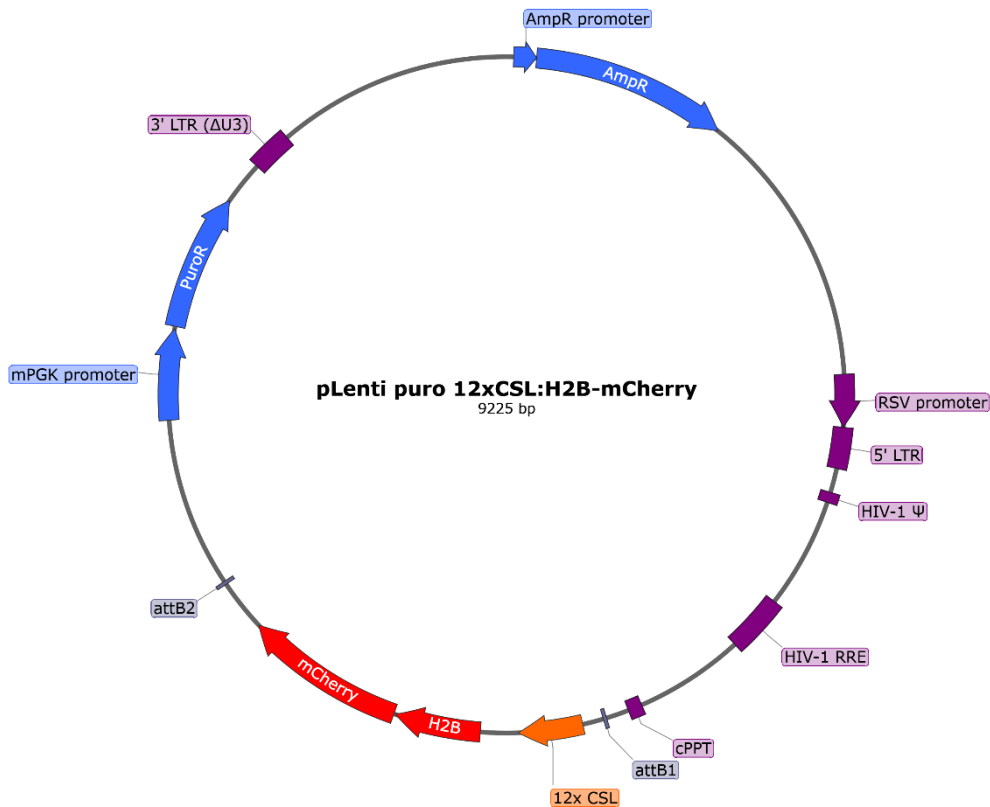 AmpR promoter
AmpR
3' LTR (ΔU3)
PuroR
mPGK promoter
pLenti puro 12xCSL:H2B-mCherry
9225 bp
RSV promoter
5' LTR
HIV-1 Ψ
attB2
HIV-1 RRE
mCherry
H2B
cPPT
attB1
12x CSL